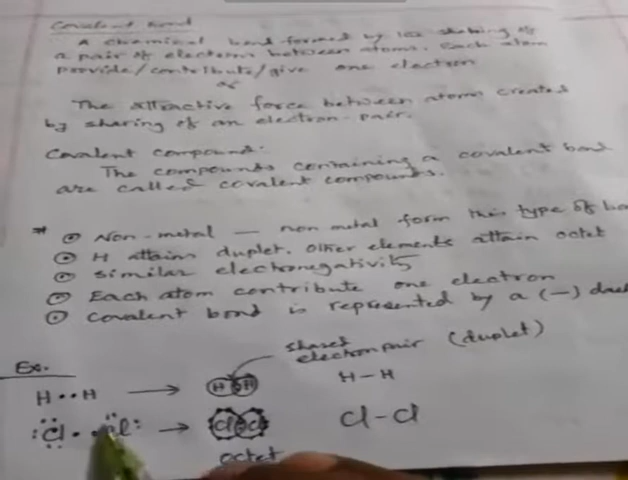 Covalent Bond
A chemical bond formed by the sharing of
a pair of electrons between atoms. Each atom
provide/contribute/give one electron
or
The attractive force between atoms created
by sharing of an electron-pair.
Covalent compound:
The compounds containing a covalent bond
are called covalent compounds.
* ⊙ Non-metal — non metal form this type of
⊙ H attains duplet. Other elements attain octet
⊙ similar electronegativity
⊙ Each atom contribute one electron
⊙ Covalent bond is represented by a (—)
shared
electron pair (duplet)
Ex.
H •• H → H H H – H
:Cl • • Cl: → Cl Cl Cl – Cl
octet